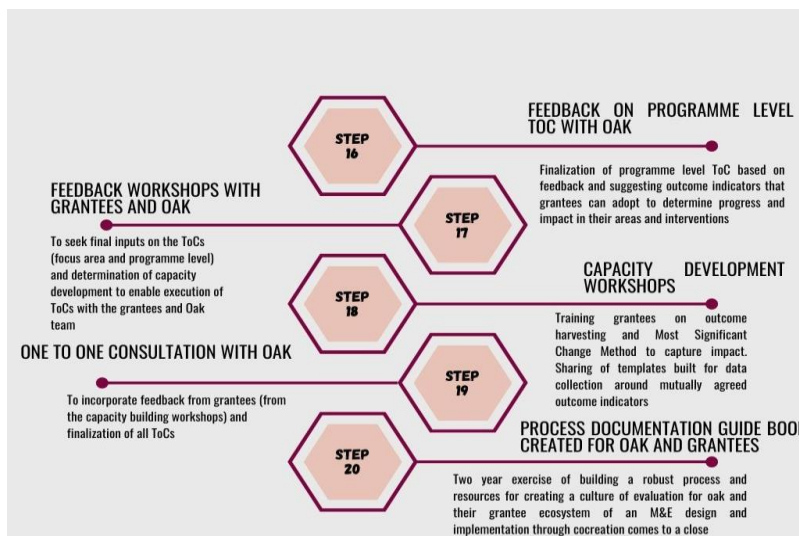 STEP
16
FEEDBACK ON PROGRAMME LEVEL
TOC WITH OAK
Finalization of programme level ToC based on
feedback and suggesting outcome indicators that
grantees can adopt to determine progress and
impact in their areas and interventions
FEEDBACK WORKSHOPS WITH
GRANTEES AND OAK
To seek final inputs on the ToCs
(focus area and programme level)
and determination of capacity
development to enable execution of
ToCs with the grantees and Oak
team
STEP
17
STEP
18
CAPACITY DEVELOPMENT
WORKSHOPS
Training grantees on outcome
harvesting and Most Significant
Change Method to capture impact.
Sharing of templates built for data
collection around mutually agreed
outcome indicators
ONE TO ONE CONSULTATION WITH OAK
To incorporate feedback from grantees (from
the capacity building workshops) and
finalization of all ToCs
STEP
19
STEP
20
PROCESS DOCUMENTATION GUIDE BOO
CREATED FOR OAK AND GRANTEES
Two year exercise of building a robust process and
resources for creating a culture of evaluation for oak and
their grantee ecosystem of an M&E design and
implementation through cocreation comes to a close